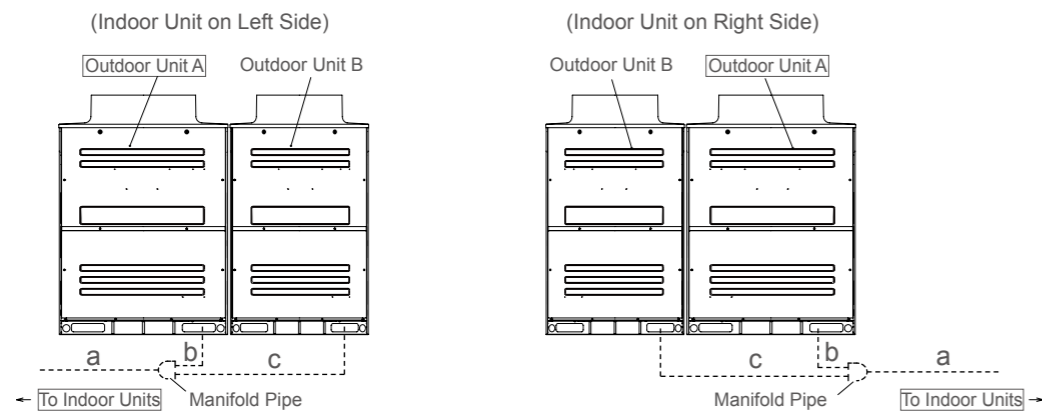 (Indoor Unit on Left Side)
(Indoor Unit on Right Side)
Outdoor Unit A
Outdoor Unit B
Outdoor Unit B
Outdoor Unit A
a
b
c
c
b
a
← To Indoor Units
Manifold Pipe
Manifold Pipe
To Indoor Units →